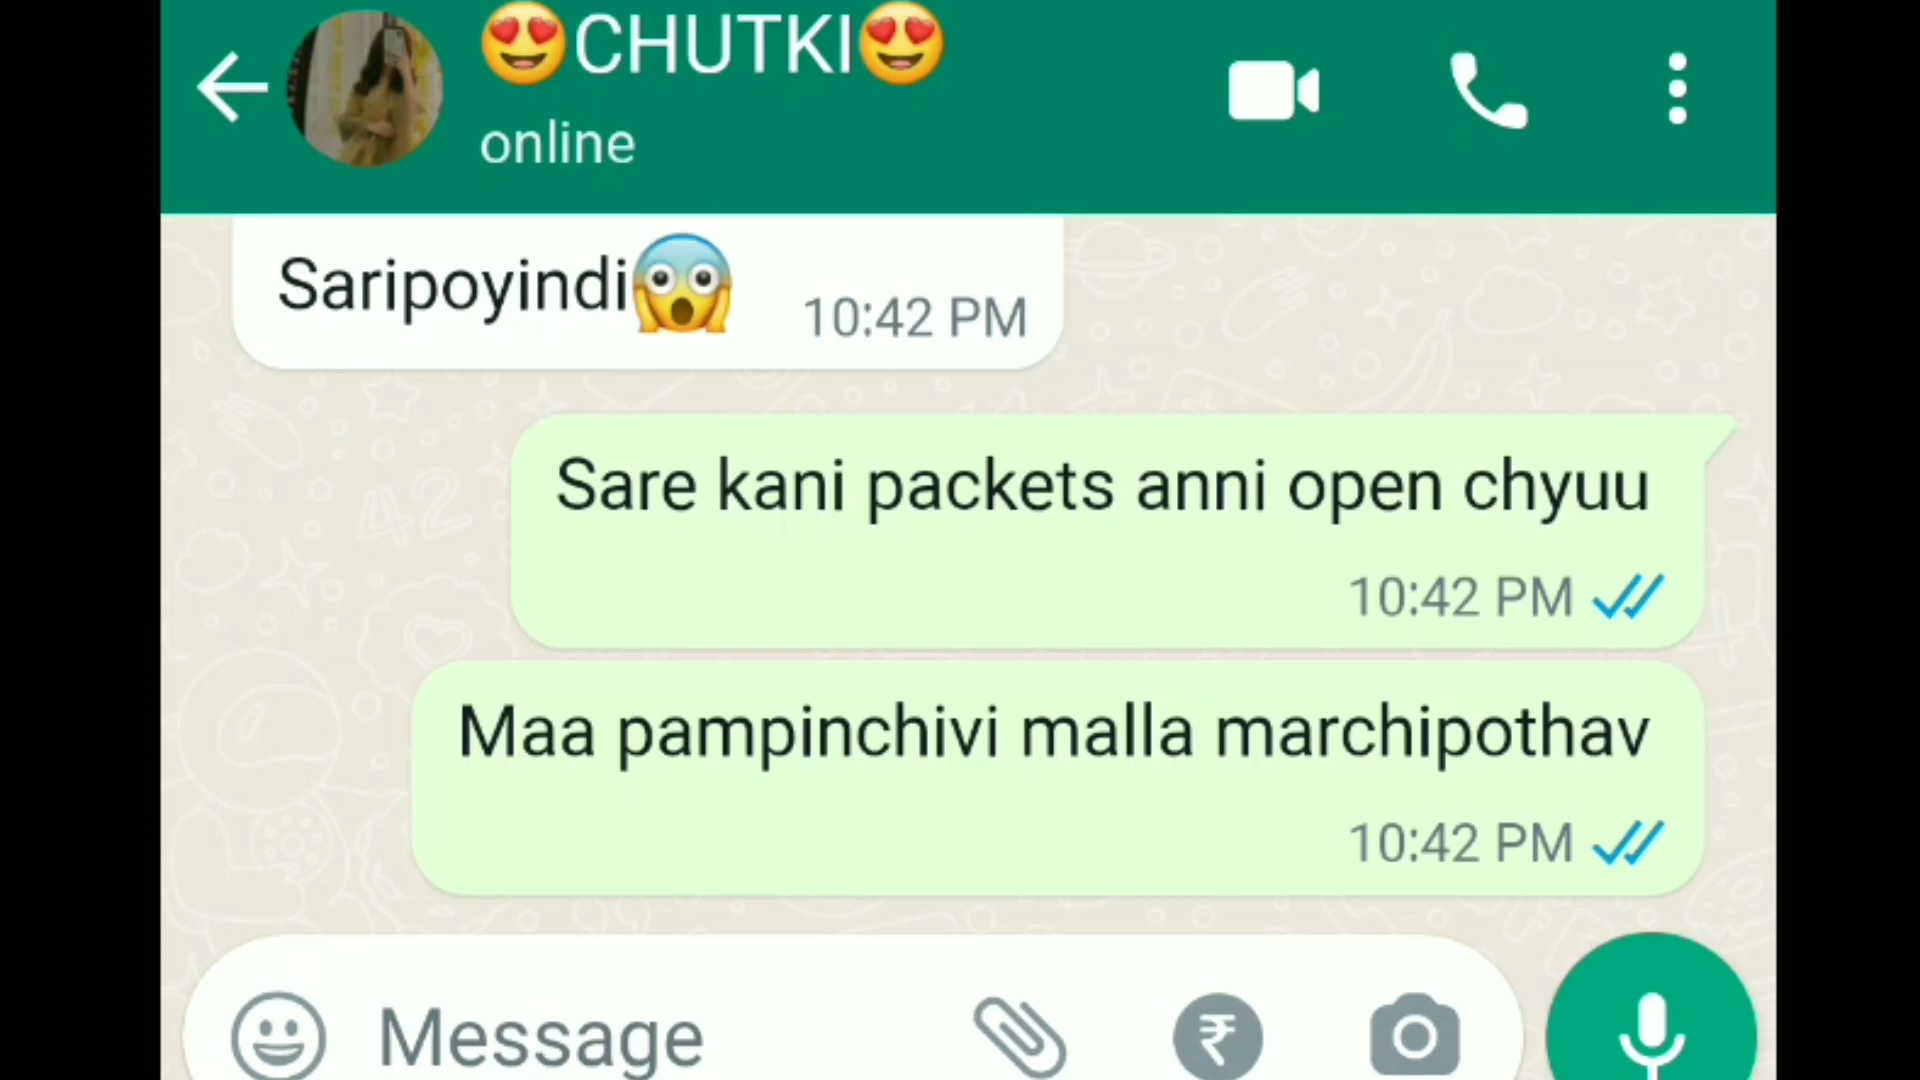 😍CHUTKI😍
online
Saripoyindi😱
10:42 PM
Sare kani packets anni open chyuu
10:42 PM
Maa pampinchivi malla marchipothav
10:42 PM
Message